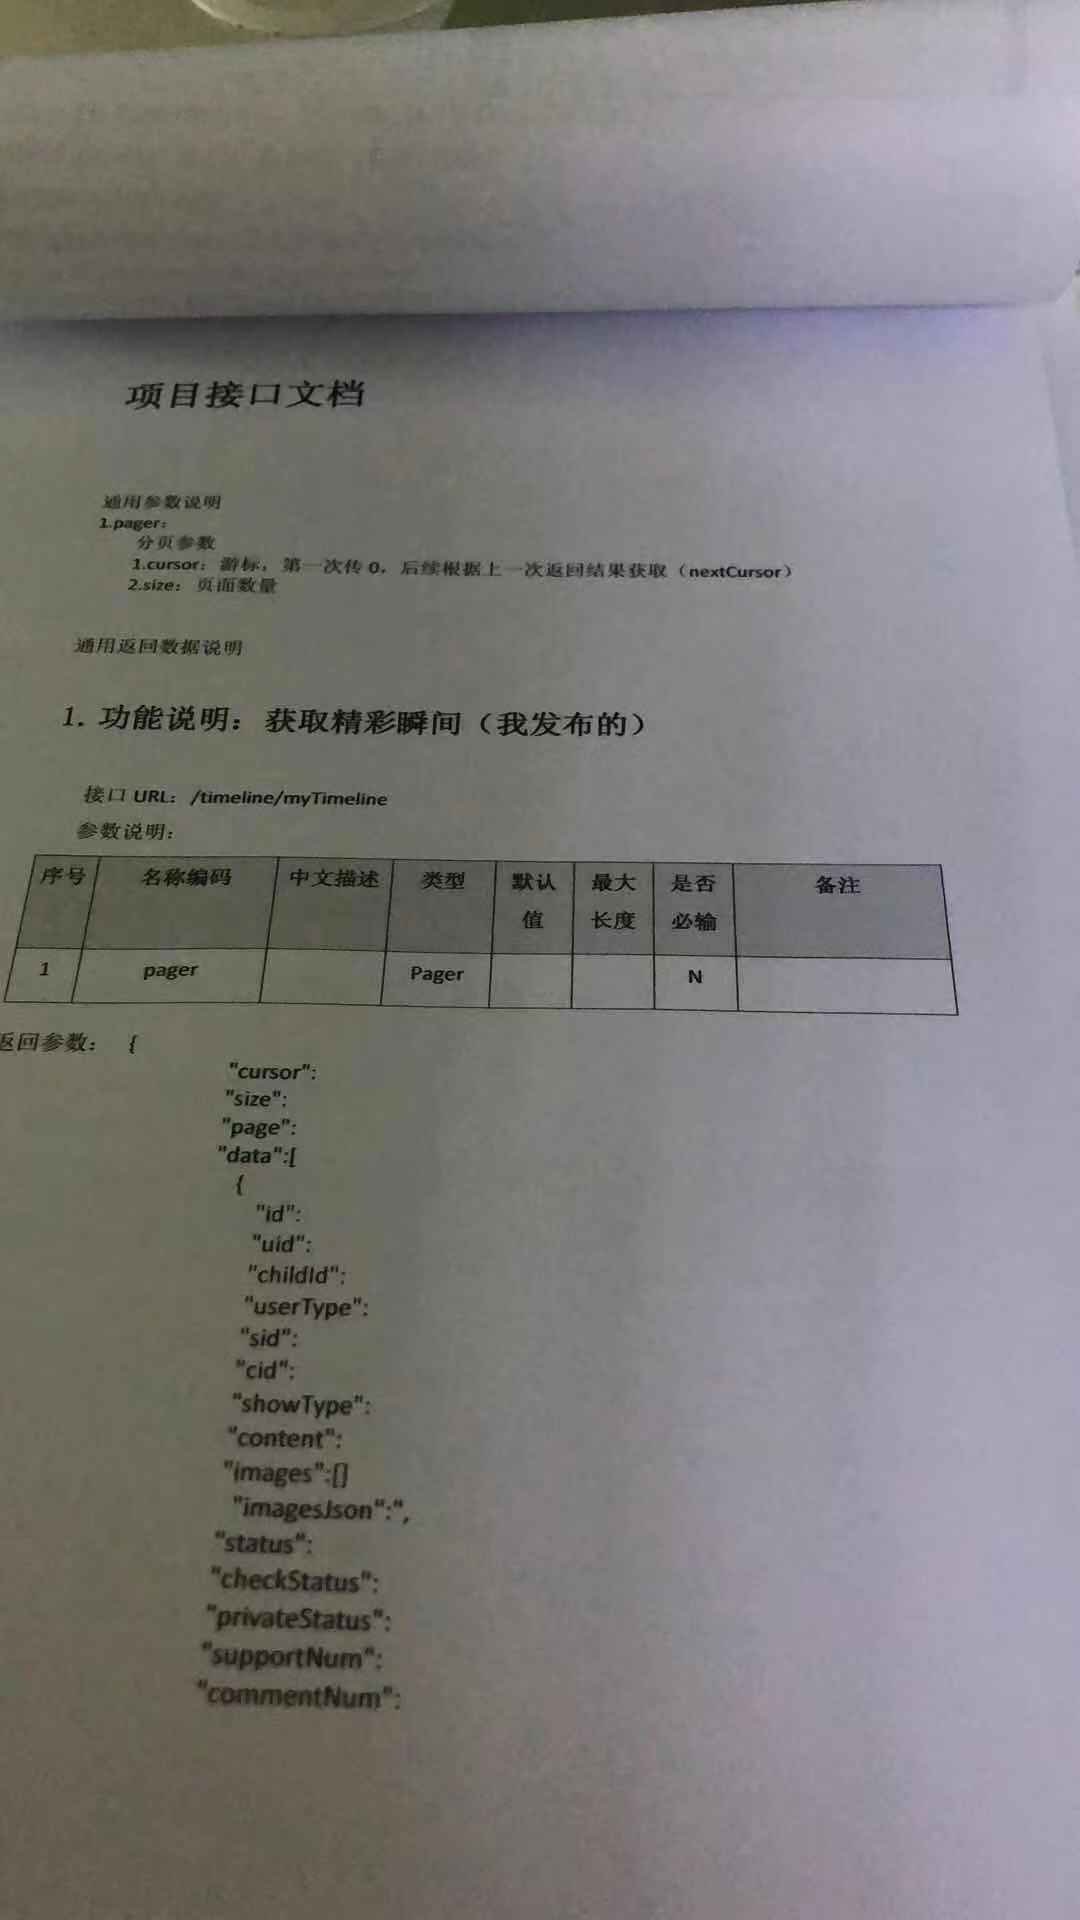 项目接口文档
通用参数说明
1.pager:
分页参数
1.cursor：游标，第一次传 0，后续根据上一次返回结果获取（nextCursor）
2.size：页面数量
通用返回数据说明
1. 功能说明：获取精彩瞬间（我发布的）
接口 URL：/timeline/myTimeline
参数说明：
序号 名称编码 中文描述 类型 默认值 最大长度 是否必输 备注
1 pager Pager N
返回参数： {
"cursor":
"size":
"page":
"data":[
{
"id":
"uid":
"childId":
"userType":
"sid":
"cid":
"showType":
"content":
"images":[]
"imagesJson":",
"status":
"checkStatus":
"privateStatus":
"supportNum":
"commentNum":